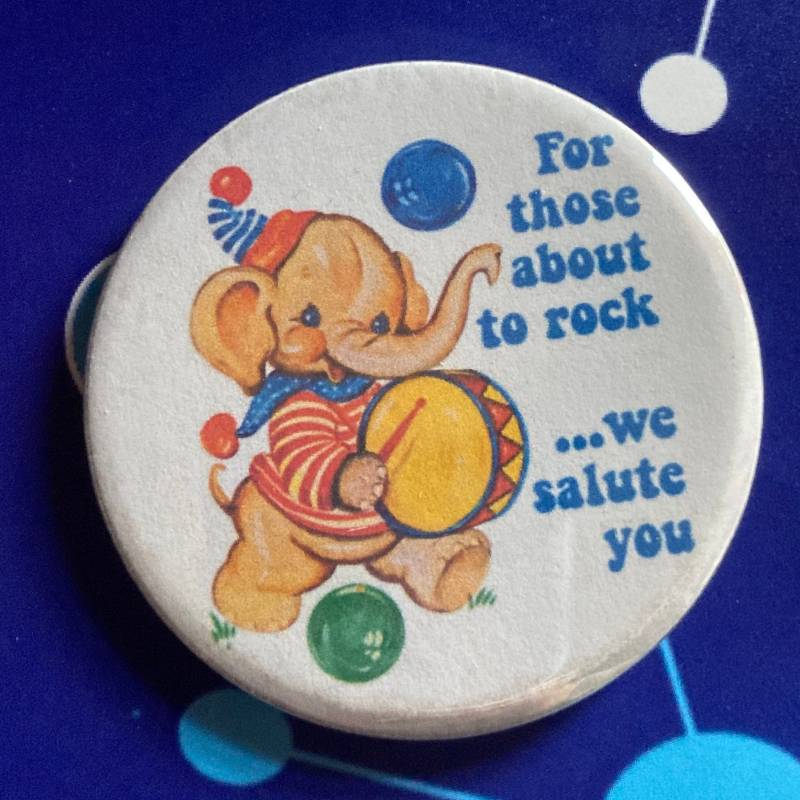 For
those
about
to rock
...we
salute
you